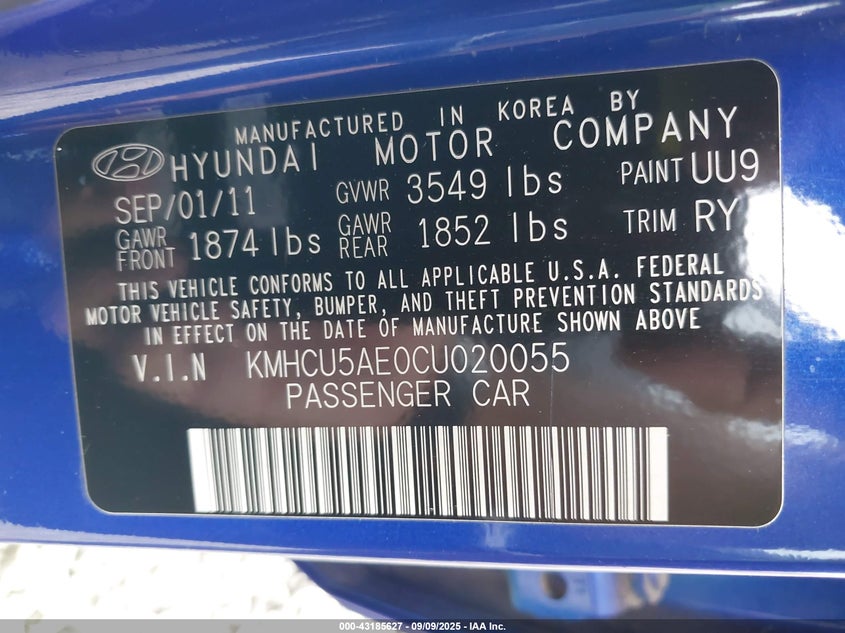 MANUFACTURED IN KOREA BY
HYUNDAI MOTOR COMPANY
SEP/01/11 GVWR 3549 lbs PAINT UU9
GAWR FRONT 1874 lbs GAWR REAR 1852 lbs TRIM RY
THIS VEHICLE CONFORMS TO ALL APPLICABLE U.S.A. FEDERAL
MOTOR VEHICLE SAFETY, BUMPER, AND THEFT PREVENTION STANDARDS
IN EFFECT ON THE DATE OF MANUFACTURE SHOWN ABOVE
V.I.N KMHCU5AE0CU020055
PASSENGER CAR
000-43185627 - 09/09/2025 - IAA Inc.